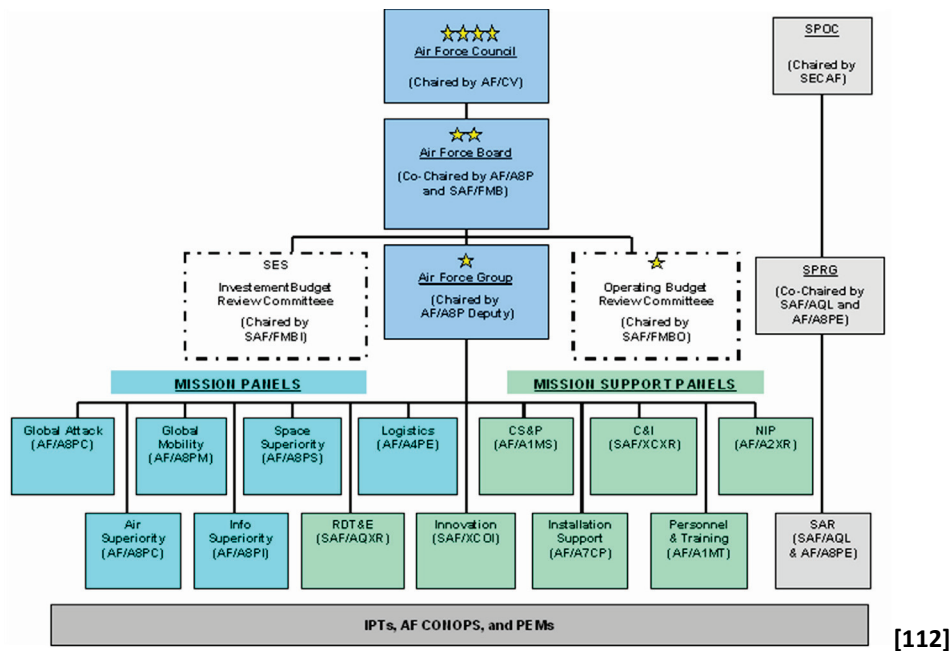 Air Force Council
(Chaired by AF/CV)
SPOC
(Chaired by
SECAF)
Air Force Board
(Co-Chaired by AF/A8P
and SAF/FMB)
SES
Investement Budget
Review Committeee
(Chaired by
SAF/FMBI)
Air Force Group
(Chaired by
AF/A8P Deputy)
Operating Budget
Review Committeee
(Chaired by
SAF/FMBO)
SPRG
(Co-Chaired by
SAF/AQL and
AF/A8PE)
MISSION PANELS
MISSION SUPPORT PANELS
Global Attack
(AF/A8PC)
Global
Mobility
(AF/A8PM)
Space
Superiority
(AF/A8PS)
Logistics
(AF/A4PE)
CS&P
(AF/A1MS)
C&I
(SAF/XCXR)
NIP
(AF/A2XR)
Air
Superiority
(AF/A8PC)
Info
Superiority
(AF/A8PI)
RDT&E
(SAF/AQXR)
Innovation
(SAF/XCOI)
Installation
Support
(AF/A7CP)
Personnel
& Training
(AF/A1MT)
SAR
(SAF/AQL
& AF/A8PE)
IPTs, AF CONOPS, and PEMs
[112]